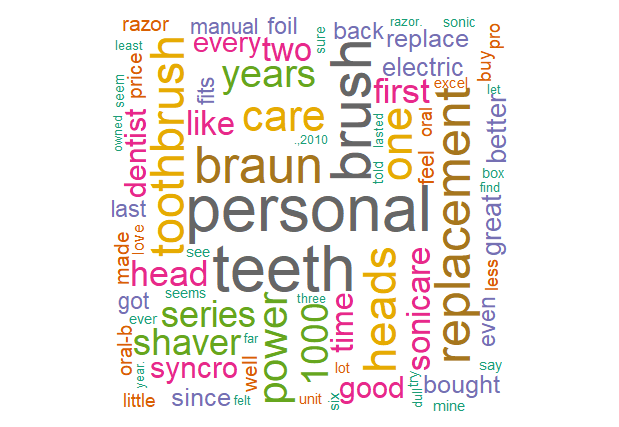 razor
manual
foil
sure
back
razor.
sonic
least
every
two
replace
pro
price
toothbrush
years
brush
electric
buy
seem
fits
first
excel
let
owned
dentist
like
care
.,2010
told
lasted
one
feel
oral
better
braun
replacement
box
find
last
personal
great
made
love
see
teeth
heads
sonicare
less
head
seems
three
got
ever
series
far
power
1000
time
even
oral-b
shaver
year.
syncro
well
lot
good
dull
try
bought
say
little
since
felt
unit
six
mine